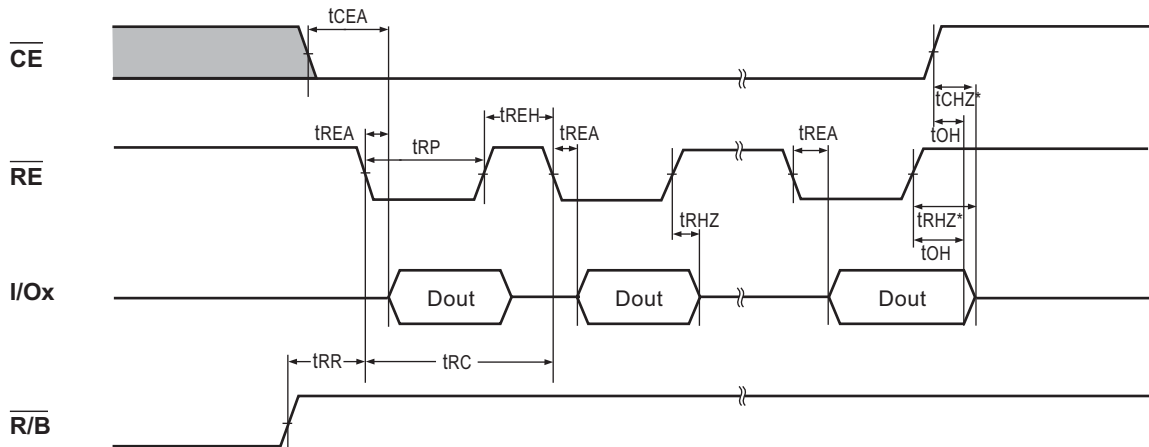 tCEA
CE
tCHZ*
tREH
tREA
tREA
tREA
tOH
tRP
RE
tRHZ
tRHZ*
tOH
I/Ox
Dout
Dout
Dout
tRR
tRC
R/B